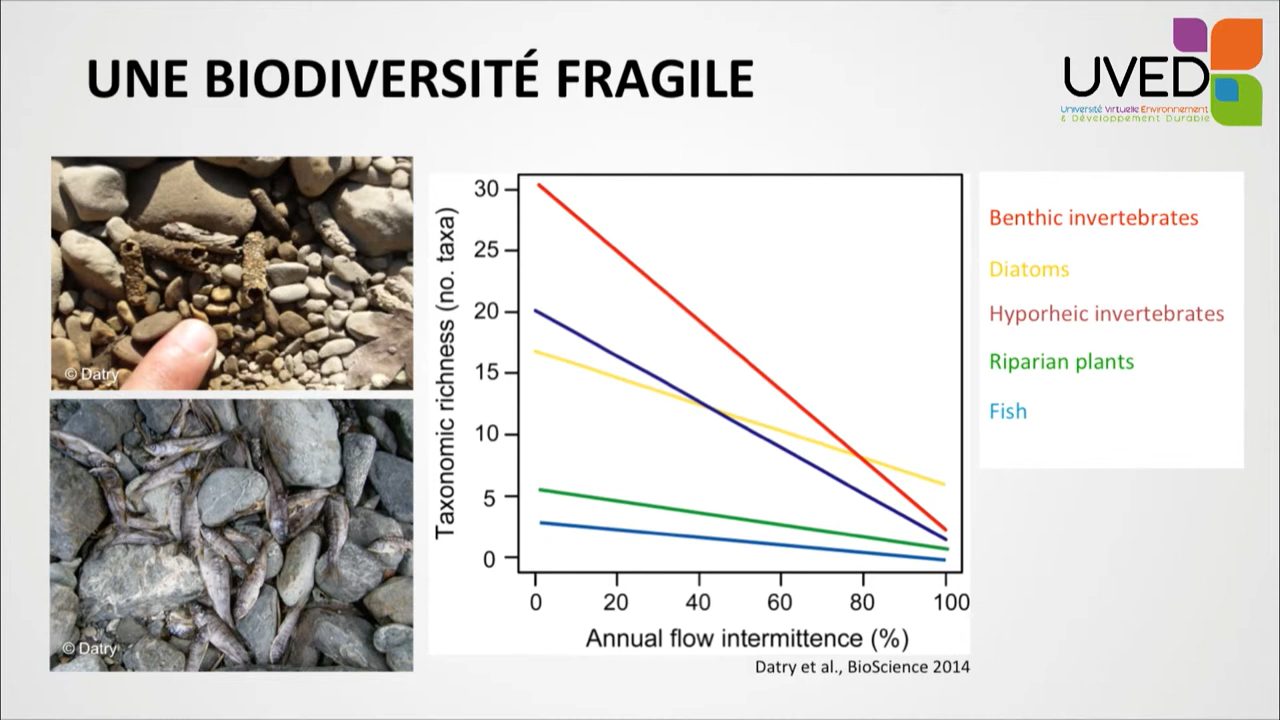 UNE BIODIVERSITÉ FRAGILE
UVED
Université Virtuelle Environnement
& Développement Durable
© Datry
© Datry
Taxonomic richness (no. taxa)
30
25
20
15
10
5
0
0 20 40 60 80 100
Annual flow intermittence (%)
Datry et al., BioScience 2014
Benthic invertebrates
Diatoms
Hyporheic invertebrates
Riparian plants
Fish